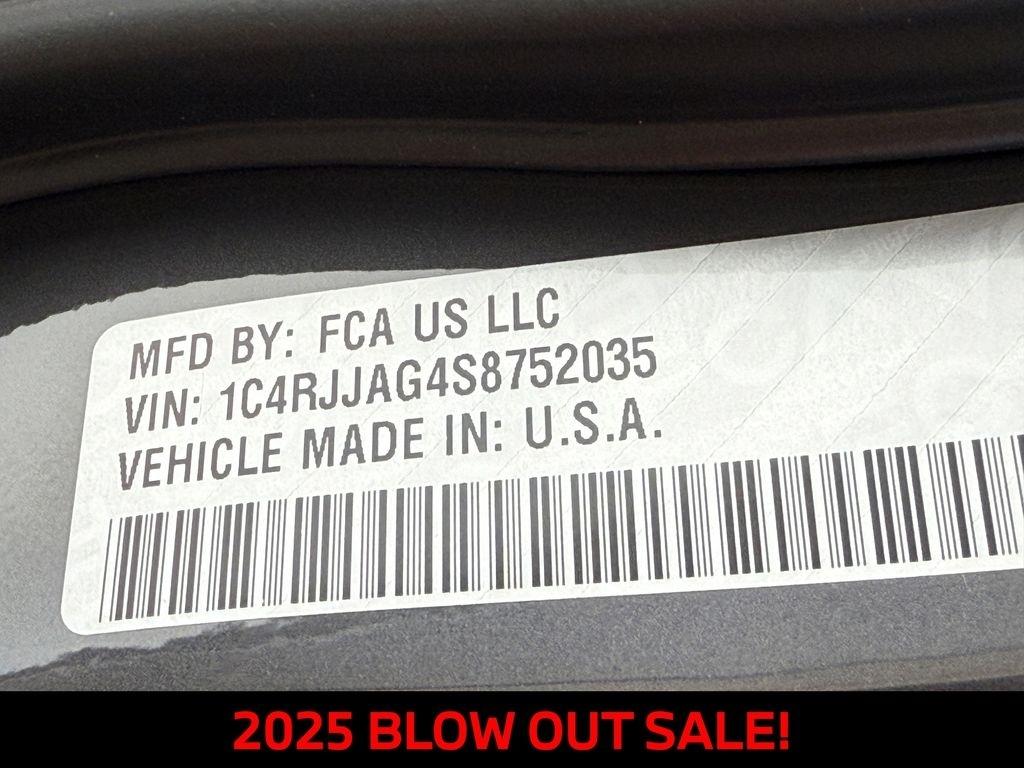 MFD BY: FCA US LLC
VIN: 1C4RJJAG4S8752035
VEHICLE MADE IN: U.S.A.
2025 BLOW OUT SALE!